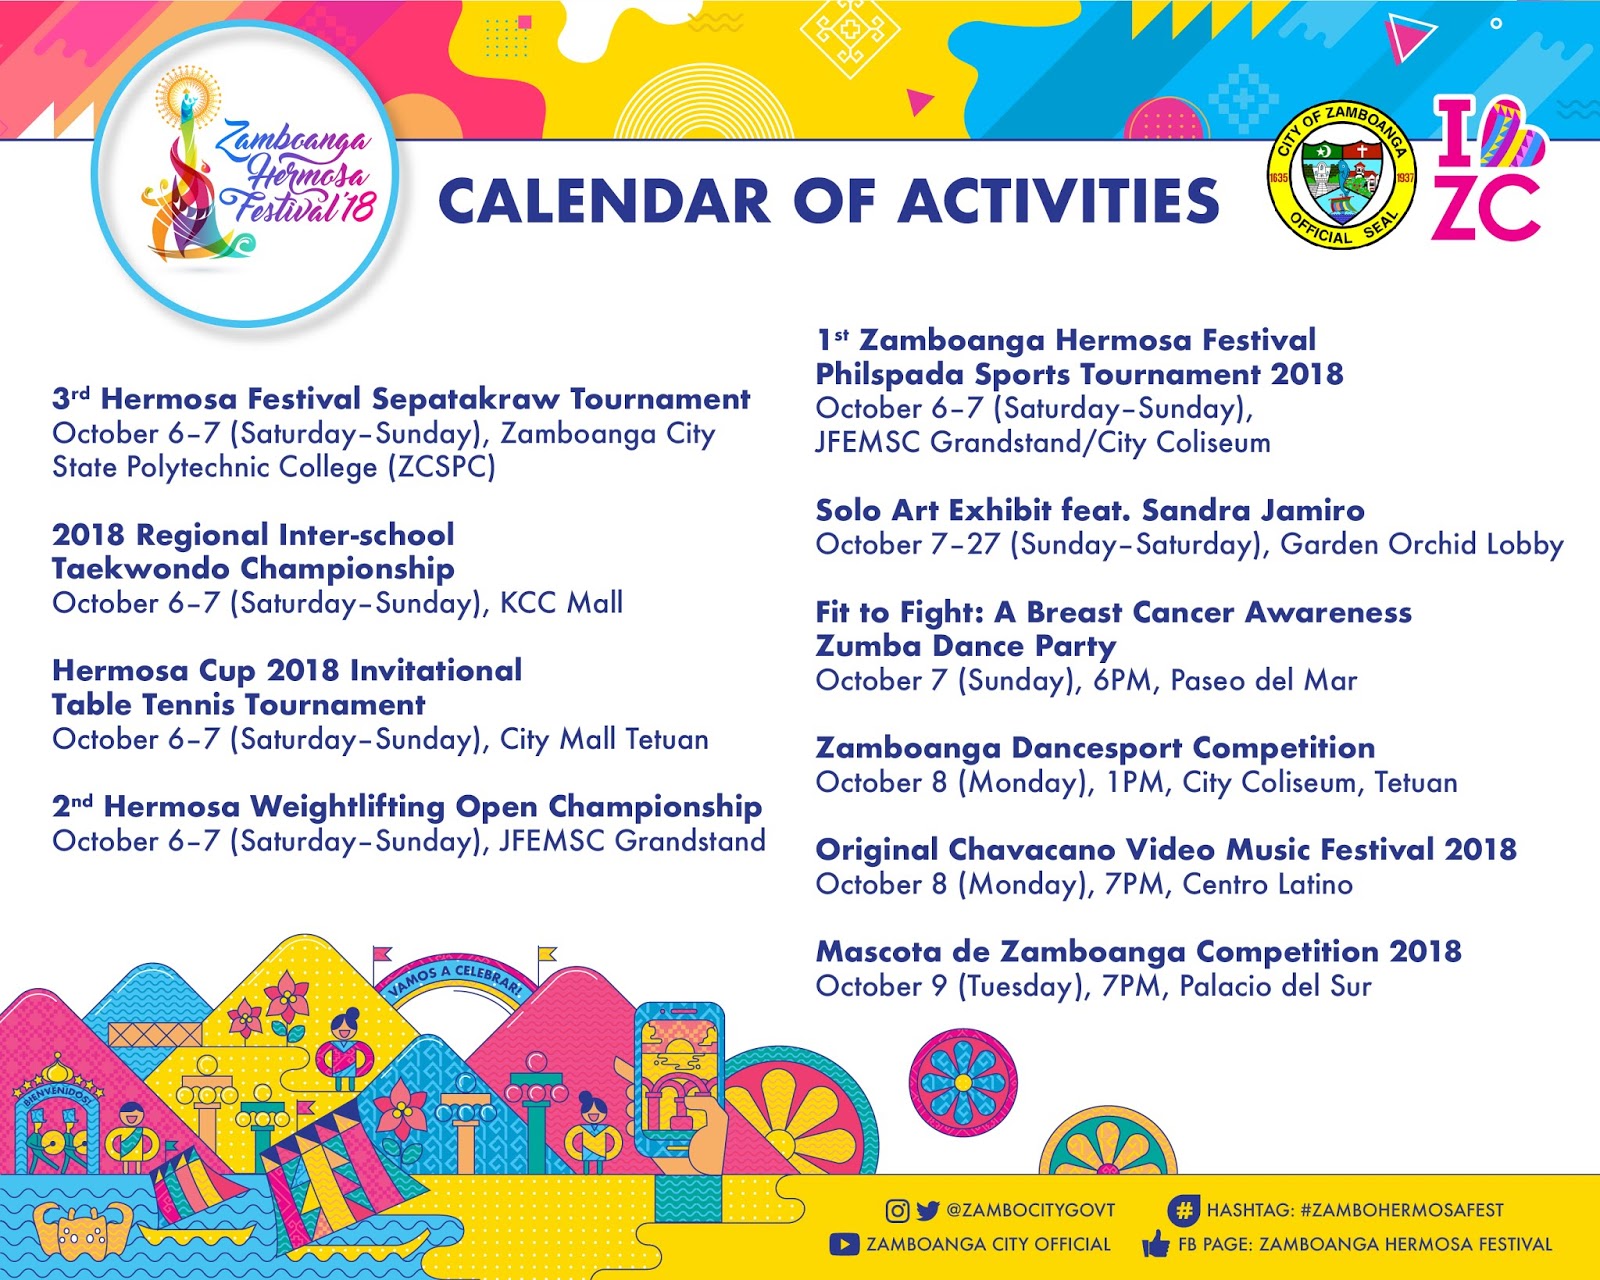 Zamboanga
Hermosa
Festival '18
CALENDAR OF ACTIVITIES
CITY OF ZAMBOANGA
1635 1937
OFFICIAL SEAL
I
ZC
3rd Hermosa Festival Sepatakraw Tournament
October 6–7 (Saturday–Sunday), Zamboanga City
State Polytechnic College (ZCSPC)
2018 Regional Inter-school
Taekwondo Championship
October 6–7 (Saturday–Sunday), KCC Mall
Hermosa Cup 2018 Invitational
Table Tennis Tournament
October 6–7 (Saturday–Sunday), City Mall Tetuan
2nd Hermosa Weightlifting Open Championship
October 6–7 (Saturday–Sunday), JFEMSC Grandstand
1st Zamboanga Hermosa Festival
Philspada Sports Tournament 2018
October 6–7 (Saturday–Sunday),
JFEMSC Grandstand/City Coliseum
Solo Art Exhibit feat. Sandra Jamiro
October 7–27 (Sunday–Saturday), Garden Orchid Lobby
Fit to Fight: A Breast Cancer Awareness
Zumba Dance Party
October 7 (Sunday), 6PM, Paseo del Mar
Zamboanga Dancesport Competition
October 8 (Monday), 1PM, City Coliseum, Tetuan
Original Chavacano Video Music Festival 2018
October 8 (Monday), 7PM, Centro Latino
Mascota de Zamboanga Competition 2018
October 9 (Tuesday), 7PM, Palacio del Sur
VAMOS A CELEBRAR!
¡BIENVENIDOS!
@ZAMBOCITYGOVT
# HASHTAG: #ZAMBOHERMOSAFEST
ZAMBOANGA CITY OFFICIAL
FB PAGE: ZAMBOANGA HERMOSA FESTIVAL